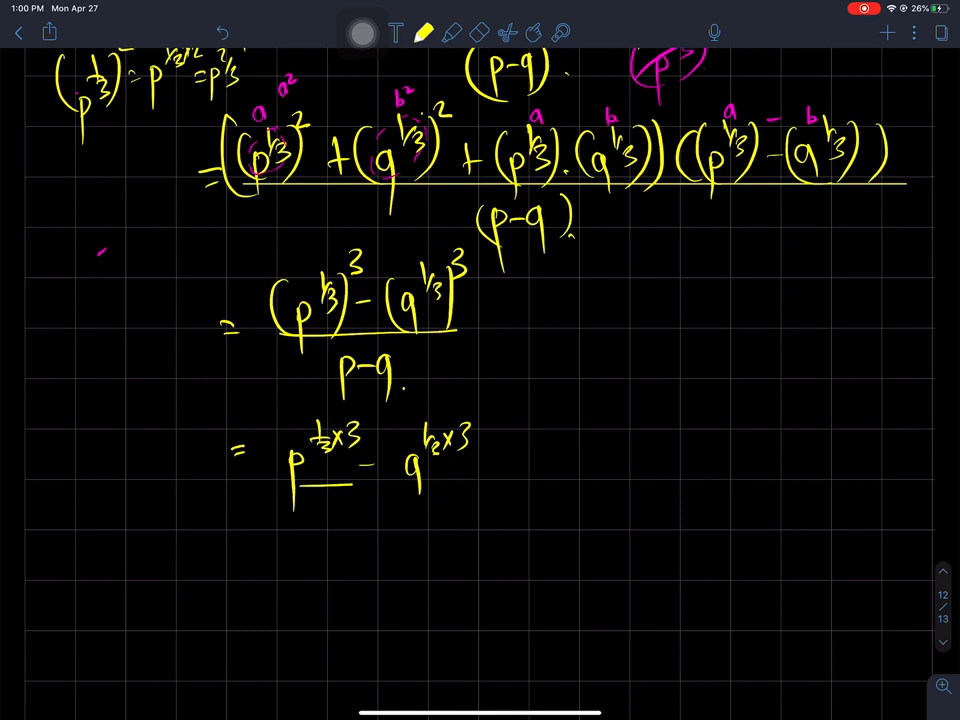 1:00 PM Mon Apr 27
26%
(p^1/3)^2 = p^1/3×2 = p^2/3
(p-q).
a a² b² a b a - b
= ((p^1/3)^2 + (q^1/3)^2 + (p^1/3).(q^1/3)) ((p^1/3) - (q^1/3))
(p-q).
= (p^1/3)^3 - (q^1/3)^3
p-q.
= p^1/3×3 - q^1/3×3
12
/
13